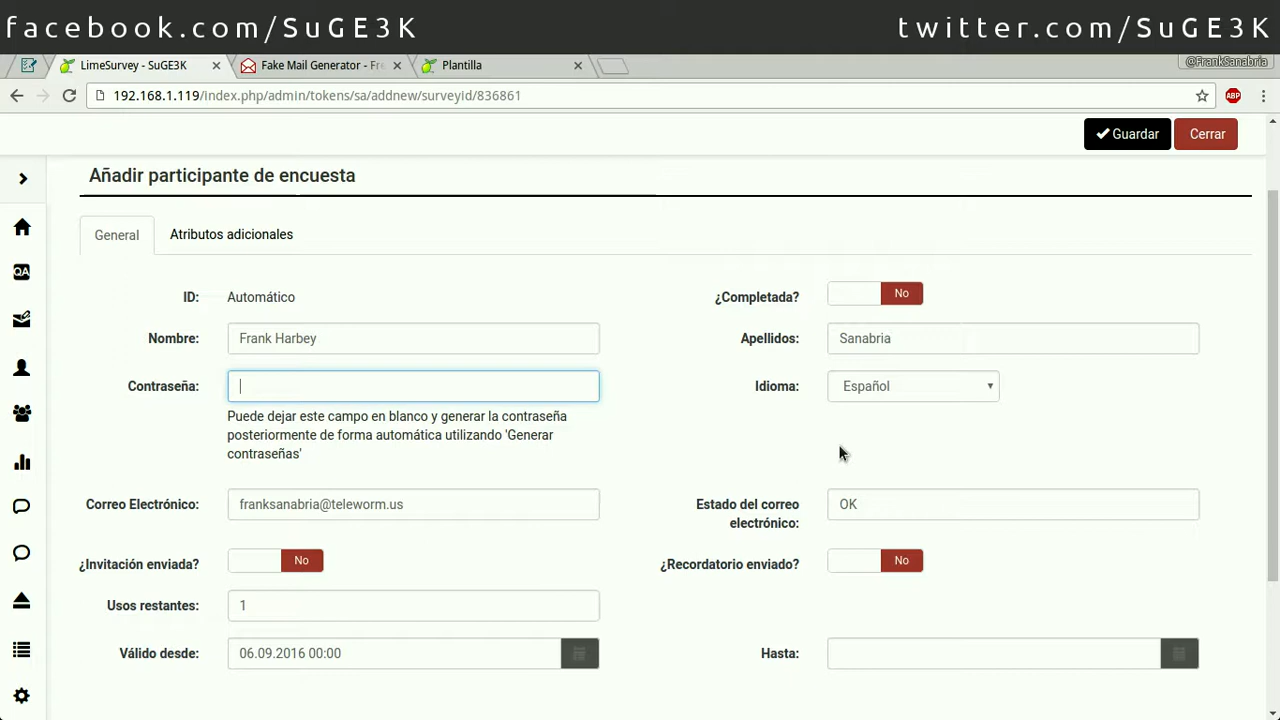 facebook.com/SuGE3K
twitter.com/SuGE3K
LimeSurvey - SuGE3K
Fake Mail Generator - Fre
Plantilla
@FrankSanabria
192.168.1.119/index.php/admin/tokens/sa/addnew/surveyid/836861
ABP
Guardar
Cerrar
Añadir participante de encuesta
General
Atributos adicionales
ID:
Automático
¿Completada?
No
Nombre:
Frank Harbey
Apellidos:
Sanabria
Contraseña:
Idioma:
Español
Puede dejar este campo en blanco y generar la contraseña
posteriormente de forma automática utilizando 'Generar
contraseñas'
Correo Electrónico:
franksanabria@teleworm.us
Estado del correo
electrónico:
OK
¿Invitación enviada?
No
¿Recordatorio enviado?
No
Usos restantes:
1
Válido desde:
06.09.2016 00:00
Hasta:
QA